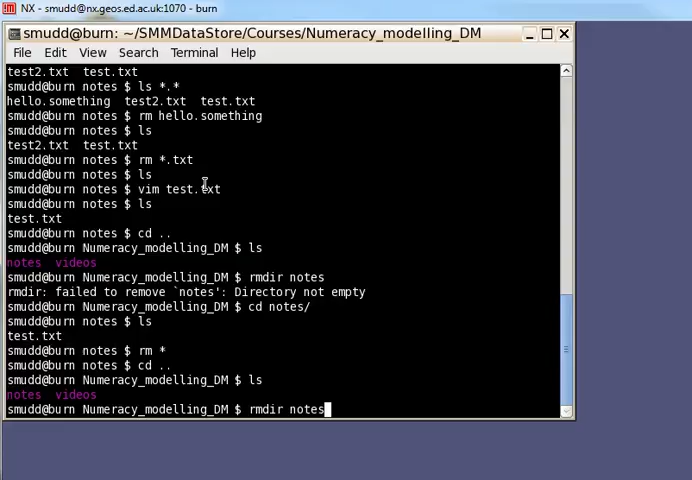 NX - smudd@nx.geos.ed.ac.uk:1070 - burn
smudd@burn: ~/SMMDataStore/Courses/Numeracy_modelling_DM
File Edit View Search Terminal Help
test2.txt  test.txt
smudd@burn notes $ ls *.*
hello.something  test2.txt  test.txt
smudd@burn notes $ rm hello.something
smudd@burn notes $ ls
test2.txt  test.txt
smudd@burn notes $ rm *.txt
smudd@burn notes $ ls
smudd@burn notes $ vim test.txt
smudd@burn notes $ ls
test.txt
smudd@burn notes $ cd ..
smudd@burn Numeracy_modelling_DM $ ls
notes  videos
smudd@burn Numeracy_modelling_DM $ rmdir notes
rmdir: failed to remove `notes': Directory not empty
smudd@burn Numeracy_modelling_DM $ cd notes/
smudd@burn notes $ ls
test.txt
smudd@burn notes $ rm *
smudd@burn notes $ cd ..
smudd@burn Numeracy_modelling_DM $ ls
notes  videos
smudd@burn Numeracy_modelling_DM $ rmdir notes